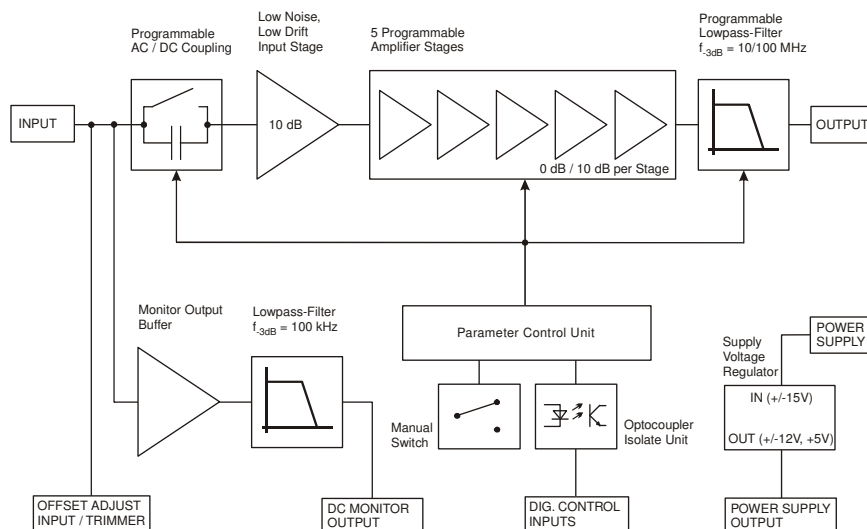 Programmable
AC / DC Coupling
Low Noise,
Low Drift
Input Stage
5 Programmable
Amplifier Stages
Programmable
Lowpass-Filter
f-3dB = 10/100 MHz
INPUT
10 dB
0 dB / 10 dB per Stage
OUTPUT
Monitor Output
Buffer
Lowpass-Filter
f-3dB = 100 kHz
Parameter Control Unit
Manual
Switch
Optocoupler
Isolate Unit
Supply
Voltage
Regulator
POWER
SUPPLY
IN (+/-15V)
OUT (+/-12V, +5V)
OFFSET ADJUST
INPUT / TRIMMER
DC MONITOR
OUTPUT
DIG. CONTROL
INPUTS
POWER SUPPLY
OUTPUT